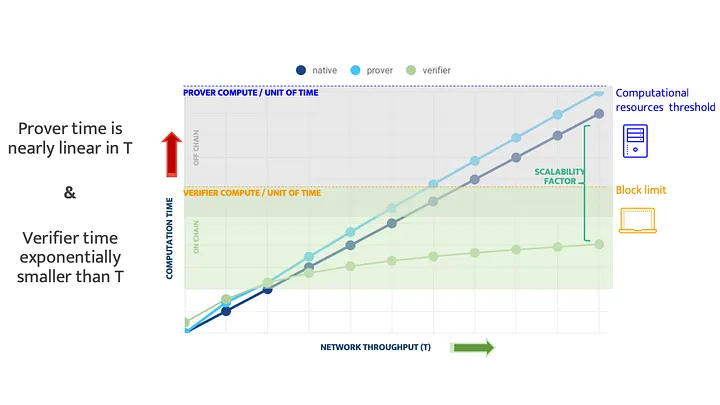 native
prover
verifier
PROVER COMPUTE / UNIT OF TIME
Computational
resources threshold
Prover time is
nearly linear in T
&
Verifier time
exponentially
smaller than T
OFF CHAIN
SCALABILITY
FACTOR
VERIFIER COMPUTE / UNIT OF TIME
Block limit
ON CHAIN
COMPUTATION TIME
NETWORK THROUGHPUT (T)